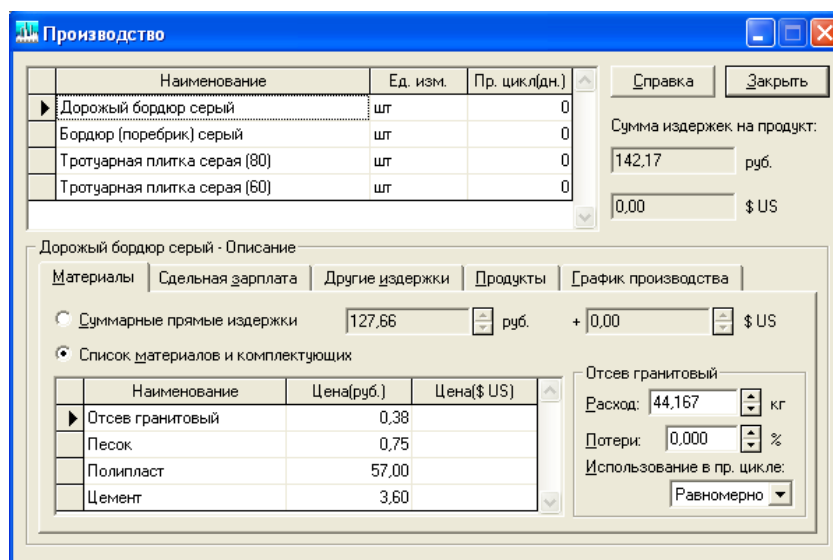 Производство
Наименование Ед. изм. Пр. цикл(дн.)
Дорожый бордюр серый шт 0
Бордюр (поребрик) серый шт 0
Тротуарная плитка серая (80) шт 0
Тротуарная плитка серая (60) шт 0
Справка Закрыть
Сумма издержек на продукт:
142,17 руб.
0,00 $ US
Дорожый бордюр серый - Описание
Материалы Сдельная зарплата Другие издержки Продукты График производства
Суммарные прямые издержки 127,66 руб. + 0,00 $ US
Список материалов и комплектующих
Наименование Цена(руб.) Цена($ US)
Отсев гранитовый 0,38
Песок 0,75
Полипласт 57,00
Цемент 3,60
Отсев гранитовый
Расход: 44,167 кг
Потери: 0,000 %
Использование в пр. цикле:
Равномерно